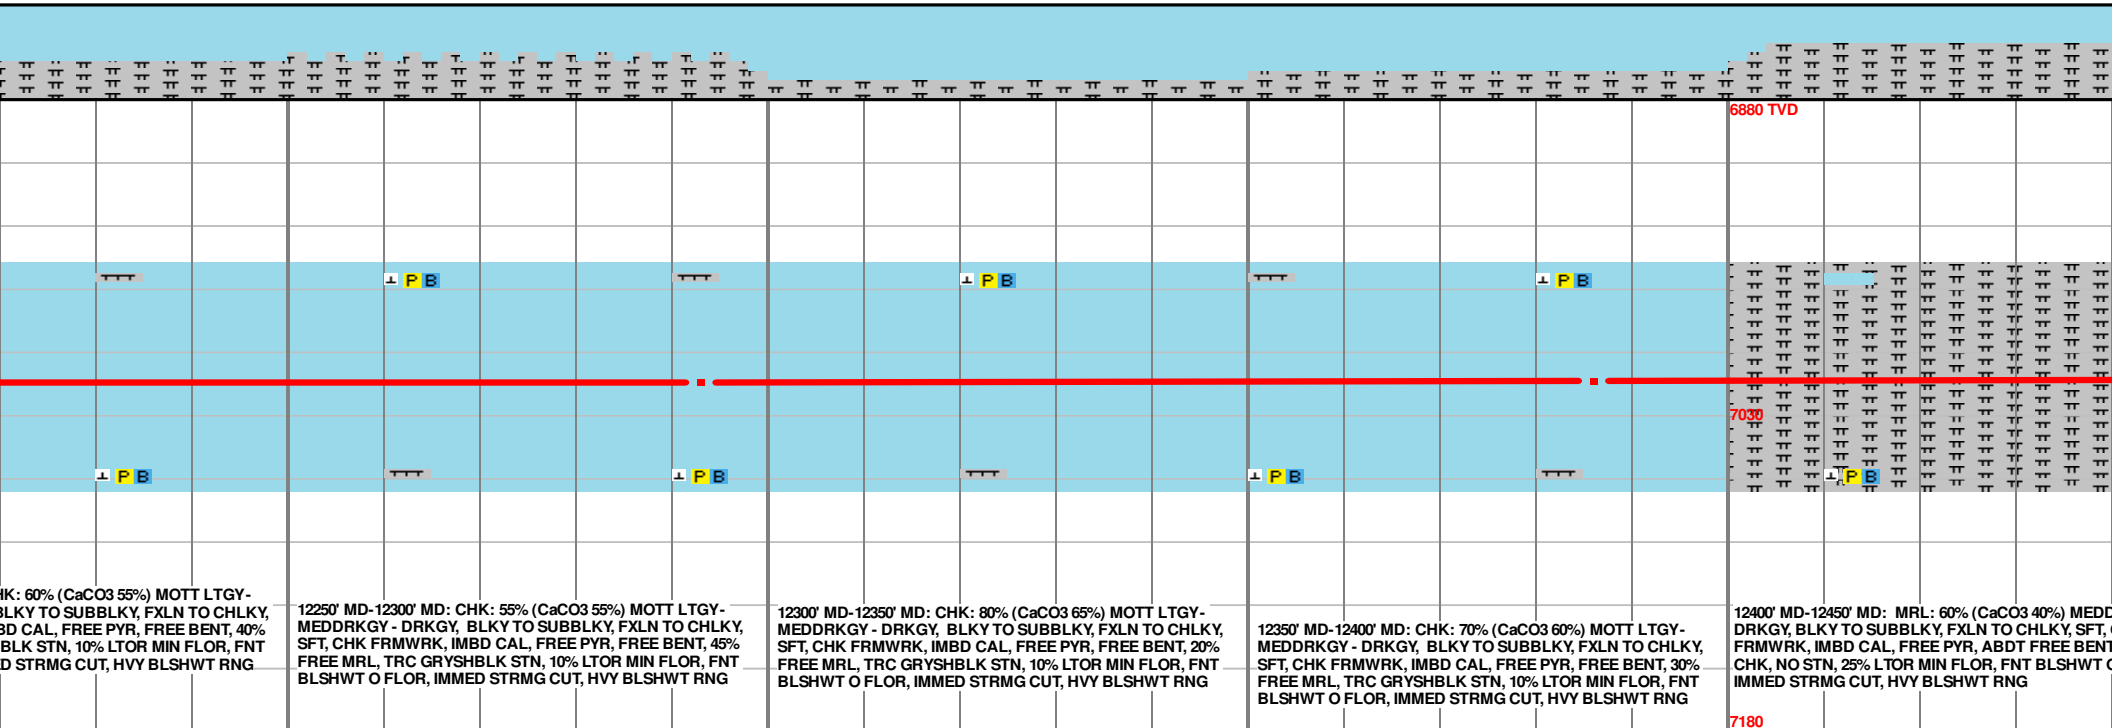 6880 TVD
P B
P B
P B
7030
P B
P B
P B
P B
HK: 60% (CaCO3 55%) MOTT LTGY-
BLKY TO SUBBLKY, FXLN TO CHLKY,
BD CAL, FREE PYR, FREE BENT, 40%
BLK STN, 10% LTOR MIN FLOR, FNT
ED STRMG CUT, HVY BLSHWT RNG
12250' MD-12300' MD: CHK: 55% (CaCO3 55%) MOTT LTGY-
MEDDRKGY - DRKGY, BLKY TO SUBBLKY, FXLN TO CHLKY,
SFT, CHK FRMWRK, IMBD CAL, FREE PYR, FREE BENT, 45%
FREE MRL, TRC GRYSHBLK STN, 10% LTOR MIN FLOR, FNT
BLSHWT O FLOR, IMMED STRMG CUT, HVY BLSHWT RNG
12300' MD-12350' MD: CHK: 80% (CaCO3 65%) MOTT LTGY-
MEDDRKGY - DRKGY, BLKY TO SUBBLKY, FXLN TO CHLKY,
SFT, CHK FRMWRK, IMBD CAL, FREE PYR, FREE BENT, 20%
FREE MRL, TRC GRYSHBLK STN, 10% LTOR MIN FLOR, FNT
BLSHWT O FLOR, IMMED STRMG CUT, HVY BLSHWT RNG
12350' MD-12400' MD: CHK: 70% (CaCO3 60%) MOTT LTGY-
MEDDRKGY - DRKGY, BLKY TO SUBBLKY, FXLN TO CHLKY,
SFT, CHK FRMWRK, IMBD CAL, FREE PYR, FREE BENT, 30%
FREE MRL, TRC GRYSHBLK STN, 10% LTOR MIN FLOR, FNT
BLSHWT O FLOR, IMMED STRMG CUT, HVY BLSHWT RNG
12400' MD-12450' MD: MRL: 60% (CaCO3 40%) MEDD
DRKGY, BLKY TO SUBBLKY, FXLN TO CHLKY, SFT,
FRMWRK, IMBD CAL, FREE PYR, ABDT FREE BENT
CHK, NO STN, 25% LTOR MIN FLOR, FNT BLSHWT
IMMED STRMG CUT, HVY BLSHWT RNG
7180